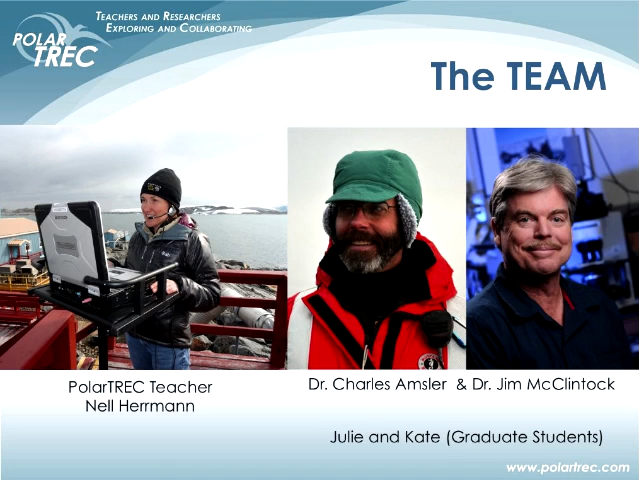 TEACHERS AND RESEARCHERS
EXPLORING AND COLLABORATING
POLAR
TREC
The TEAM
PolarTREC Teacher
Nell Herrmann
Dr. Charles Amsler & Dr. Jim McClintock
Julie and Kate (Graduate Students)
www.polartrec.com